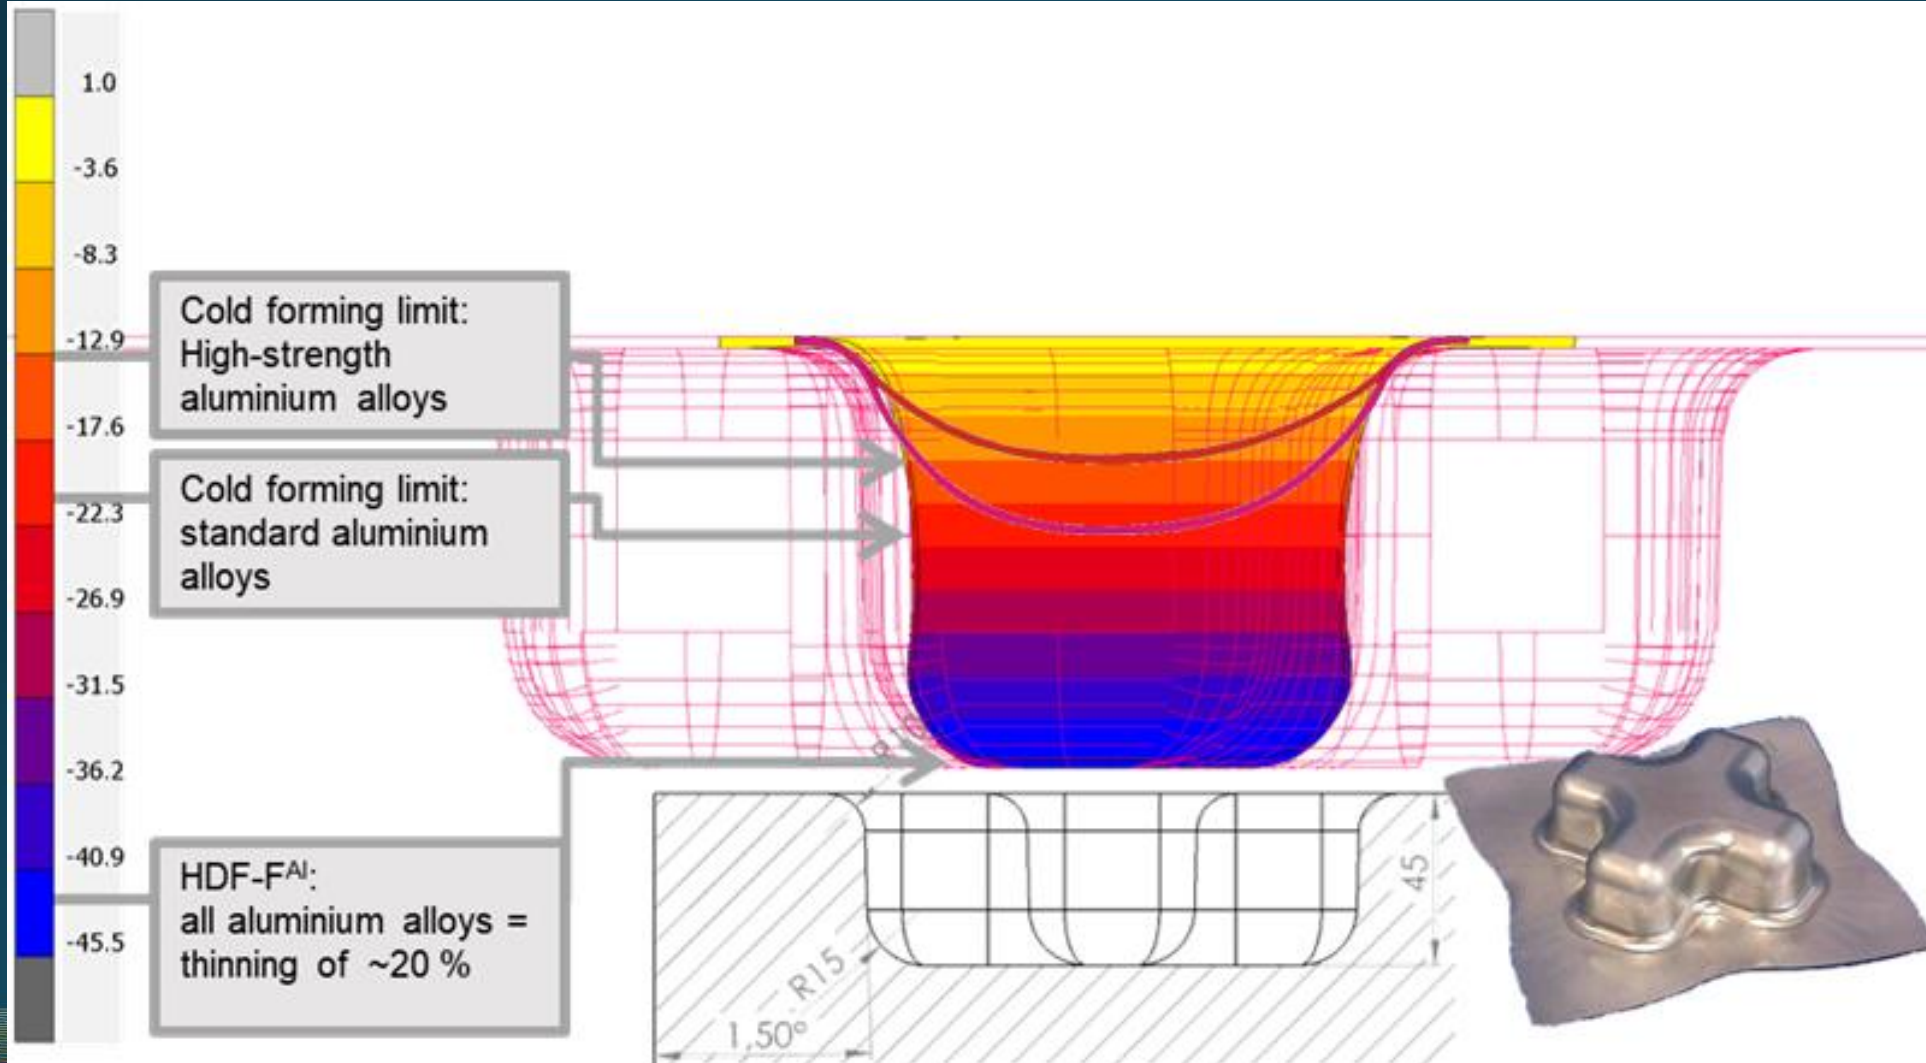 1.0
-3.6
-8.3
-12.9
-17.6
-22.3
-26.9
-31.5
-36.2
-40.9
-45.5
Cold forming limit:
High-strength
aluminium alloys
Cold forming limit:
standard aluminium
alloys
HDF-Fᴬᴵ:
all aluminium alloys =
thinning of ~20 %
R15
1,50°
45